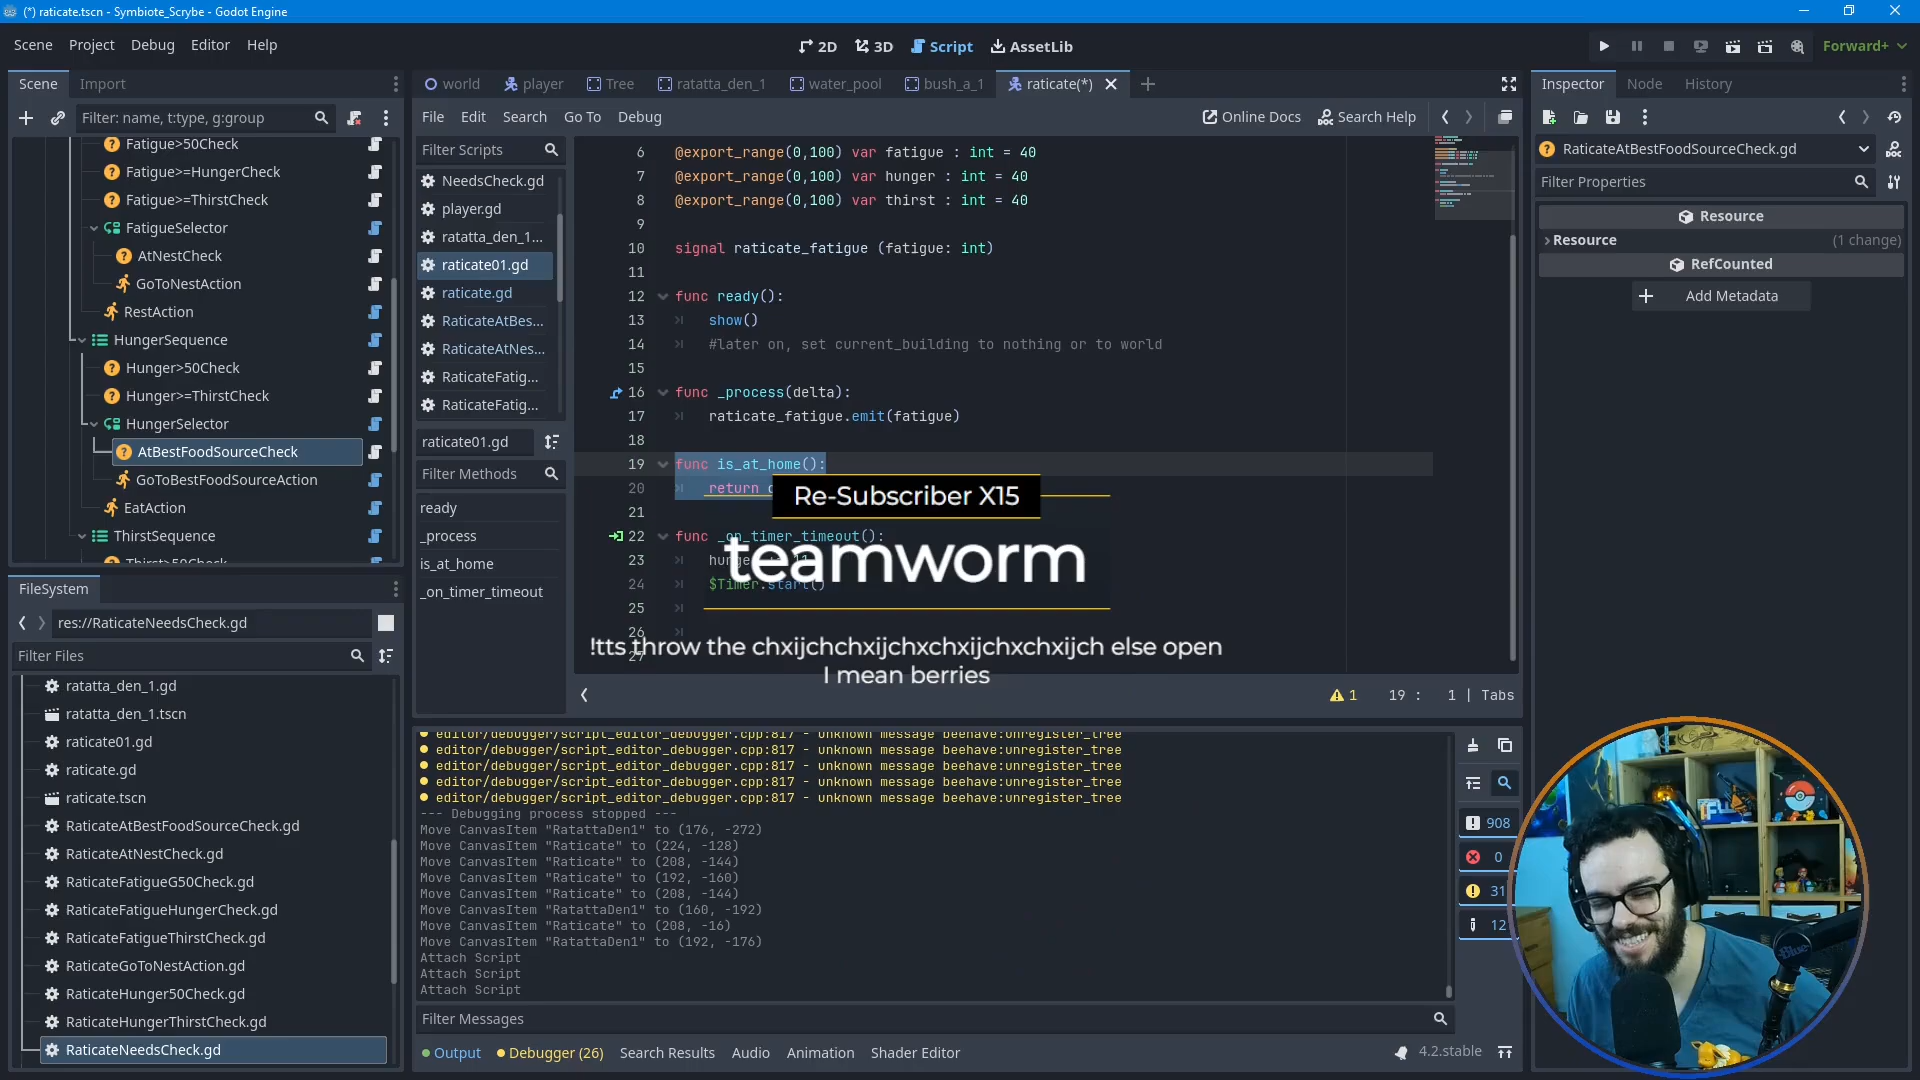 (*) raticate.tscn - Symbiote_Scrybe - Godot Engine
Scene Project Debug Editor Help
2D 3D Script AssetLib
Forward+
Scene Import
Filter: name, t:type, g:group
Fatigue>50Check
Fatigue>=HungerCheck
Fatigue>=ThirstCheck
FatigueSelector
AtNestCheck
GoToNestAction
RestAction
HungerSequence
Hunger>50Check
Hunger>=ThirstCheck
HungerSelector
AtBestFoodSourceCheck
GoToBestFoodSourceAction
EatAction
ThirstSequence
Thirst>50Check
FileSystem
res://RaticateNeedsCheck.gd
Filter Files
ratatta_den_1.gd
ratatta_den_1.tscn
raticate01.gd
raticate.gd
raticate.tscn
RaticateAtBestFoodSourceCheck.gd
RaticateAtNestCheck.gd
RaticateFatigueG50Check.gd
RaticateFatigueHungerCheck.gd
RaticateFatigueThirstCheck.gd
RaticateGoToNestAction.gd
RaticateHunger50Check.gd
RaticateHungerThirstCheck.gd
RaticateNeedsCheck.gd
world player Tree ratatta_den_1 water_pool bush_a_1 raticate(*)
File Edit Search Go To Debug
Online Docs Search Help
Filter Scripts
NeedsCheck.gd
player.gd
ratatta_den_1...
raticate01.gd
raticate.gd
RaticateAtBes...
RaticateAtNes...
RaticateFatig...
RaticateFatig...
raticate01.gd
Filter Methods
ready
_process
is_at_home
_on_timer_timeout
6 @export_range(0,100) var fatigue : int = 40
7 @export_range(0,100) var hunger : int = 40
8 @export_range(0,100) var thirst : int = 40
9
10 signal raticate_fatigue (fatigue: int)
11
12 func ready():
13 show()
14 #later on, set current_building to nothing or to world
15
16 func _process(delta):
17 raticate_fatigue.emit(fatigue)
18
19 func is_at_home():
20 return
21
22 func _on_timer_timeout():
23
24 $Timer.start()
25
26
27
Re-Subscriber X15
teamworm
!tts throw the chxijchchxijchxchxijchxchxijch else open
I mean berries
1 19 : 1 | Tabs
editor/debugger/script_editor_debugger.cpp:817 - unknown message beehave:unregister_tree
editor/debugger/script_editor_debugger.cpp:817 - unknown message beehave:unregister_tree
editor/debugger/script_editor_debugger.cpp:817 - unknown message beehave:unregister_tree
editor/debugger/script_editor_debugger.cpp:817 - unknown message beehave:unregister_tree
editor/debugger/script_editor_debugger.cpp:817 - unknown message beehave:unregister_tree
--- Debugging process stopped ---
Move CanvasItem "RatattaDen1" to (176, -272)
Move CanvasItem "Raticate" to (224, -128)
Move CanvasItem "Raticate" to (208, -144)
Move CanvasItem "Raticate" to (192, -160)
Move CanvasItem "Raticate" to (208, -144)
Move CanvasItem "RatattaDen1" to (160, -192)
Move CanvasItem "Raticate" to (208, -16)
Move CanvasItem "RatattaDen1" to (192, -176)
Attach Script
Attach Script
Attach Script
908
0
31
12
Filter Messages
Output Debugger (26) Search Results Audio Animation Shader Editor
4.2.stable
Inspector Node History
RaticateAtBestFoodSourceCheck.gd
Filter Properties
Resource
Resource (1 change)
RefCounted
Add Metadata
Blue